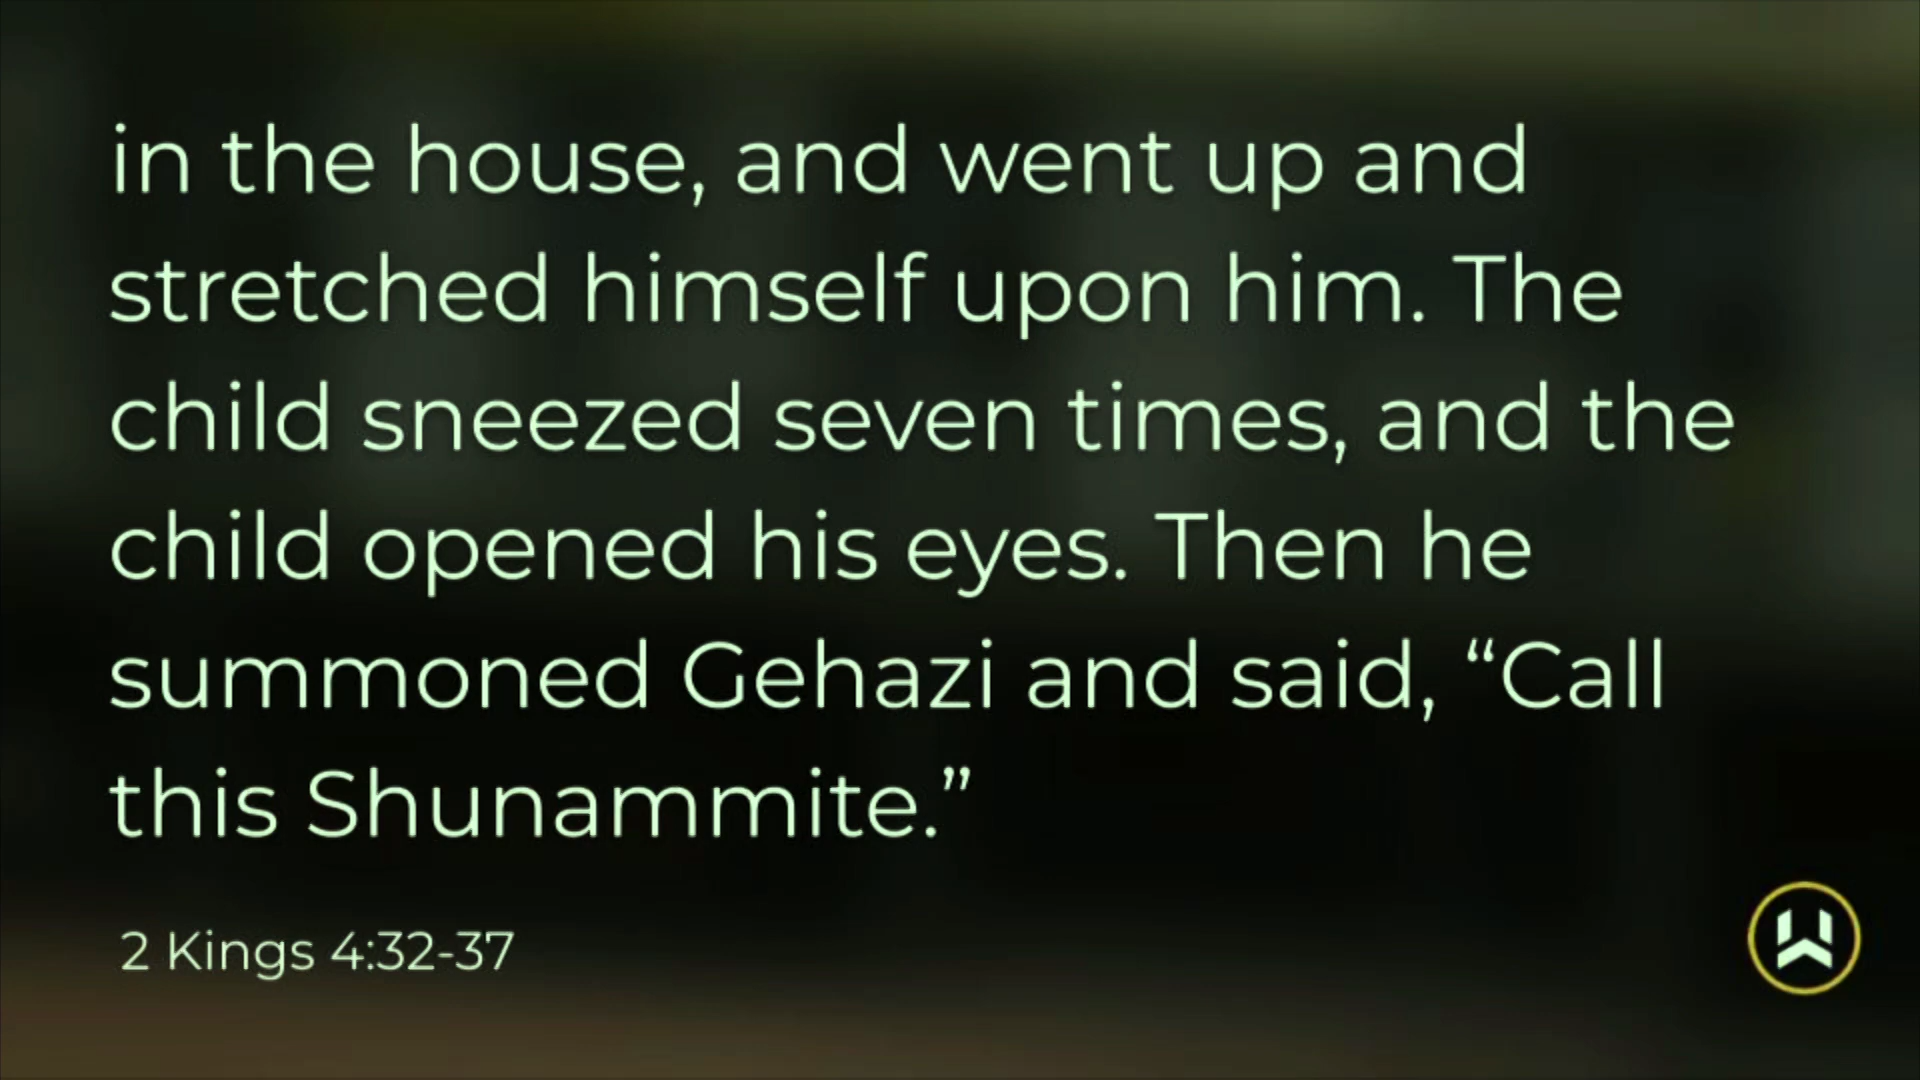 in the house, and went up and
stretched himself upon him. The
child sneezed seven times, and the
child opened his eyes. Then he
summoned Gehazi and said, “Call
this Shunammite.”
2 Kings 4:32-37